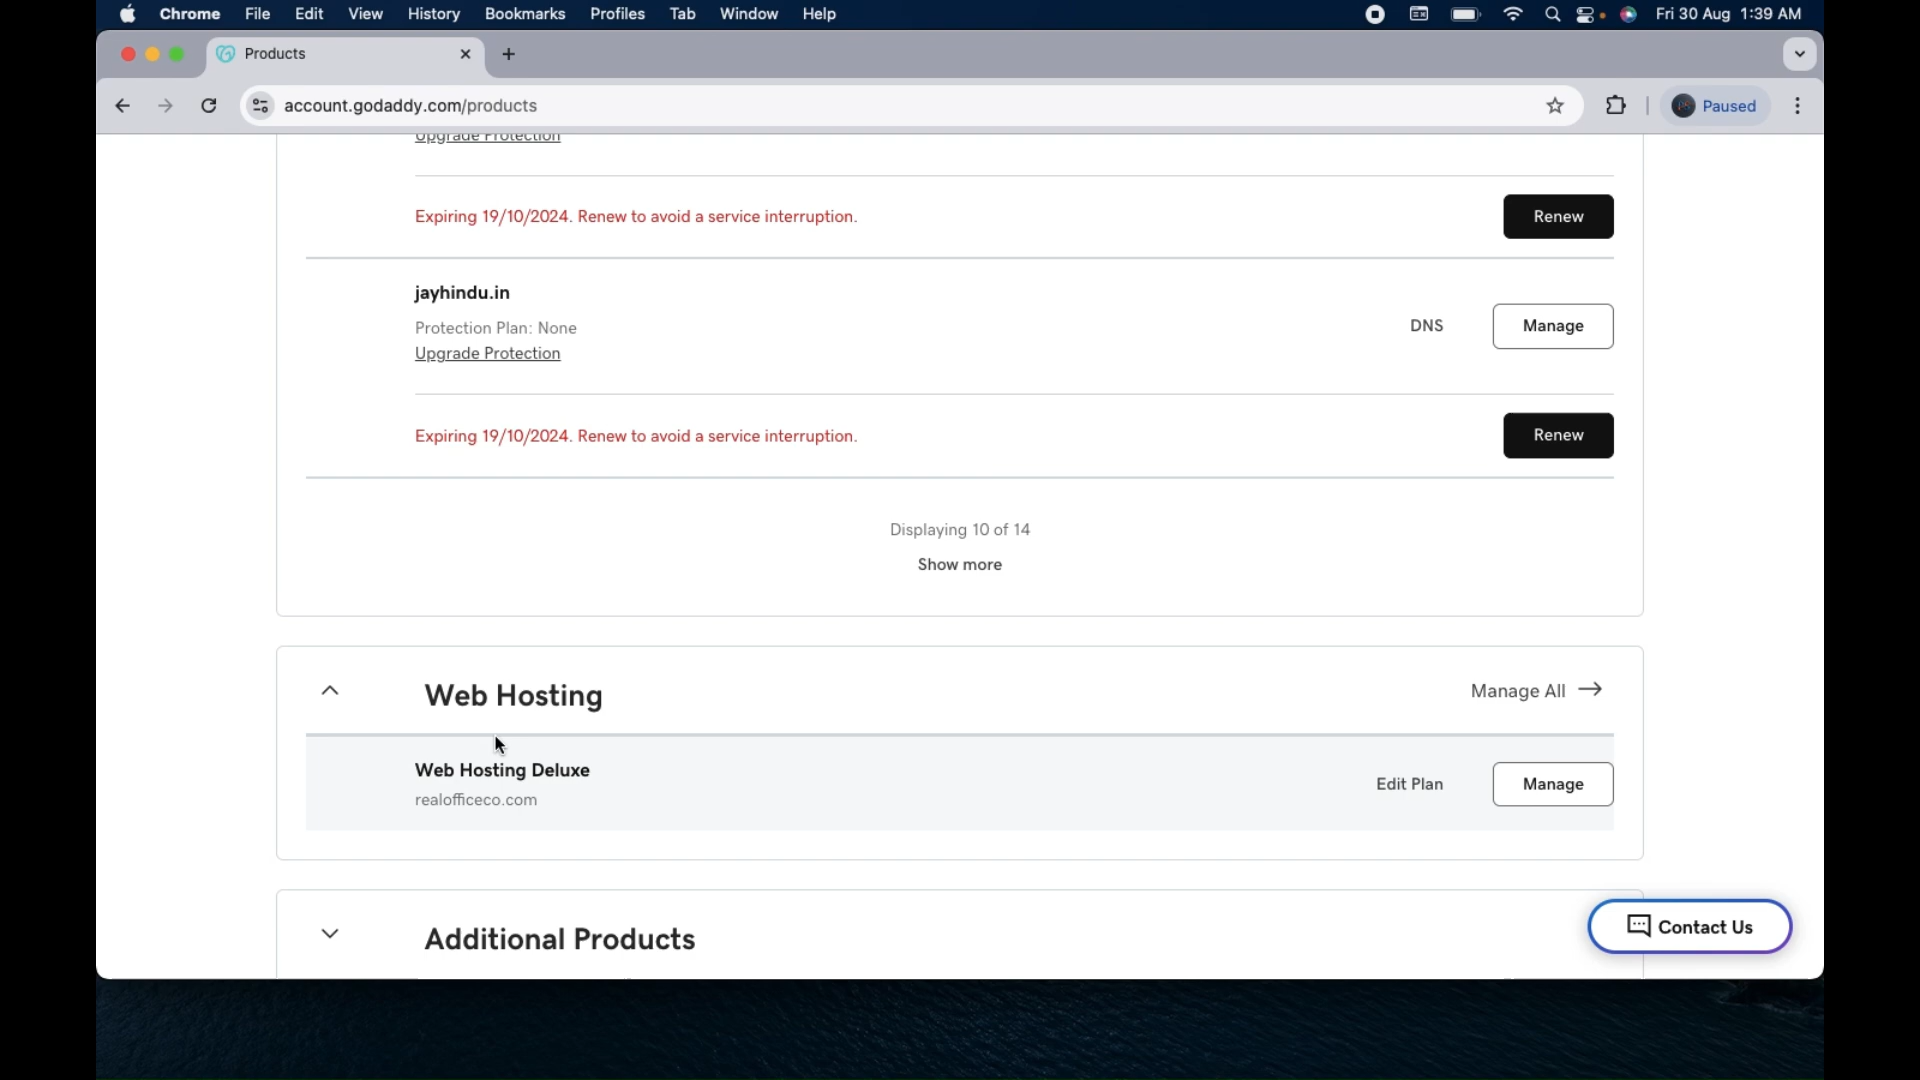 Chrome File Edit View History Bookmarks Profiles Tab Window Help Fri 30 Aug 1:39 AM
Products
account.godaddy.com/products Paused
Upgrade Protection
Expiring 19/10/2024. Renew to avoid a service interruption. Renew
jayhindu.in
Protection Plan: None
DNS Manage
Upgrade Protection
Expiring 19/10/2024. Renew to avoid a service interruption. Renew
Displaying 10 of 14
Show more
Web Hosting Manage All
Web Hosting Deluxe
Edit Plan Manage
realofficeco.com
Additional Products
Contact Us